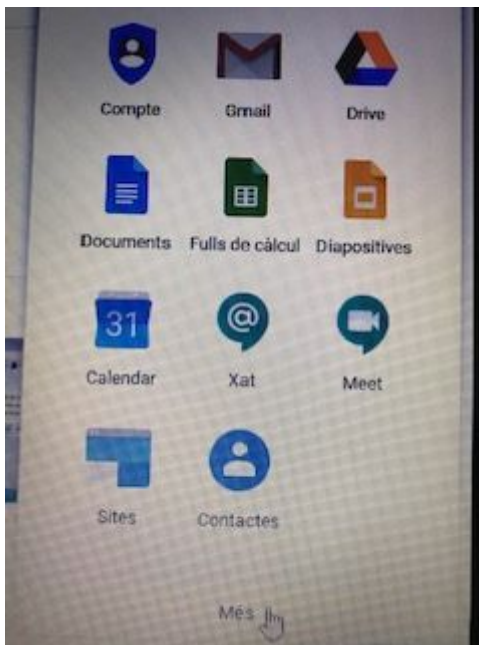 Compte Gmail Drive
Documents Fulls de càlcul Diapositives
31
Calendar Xat Meet
Sites Contactes
Més